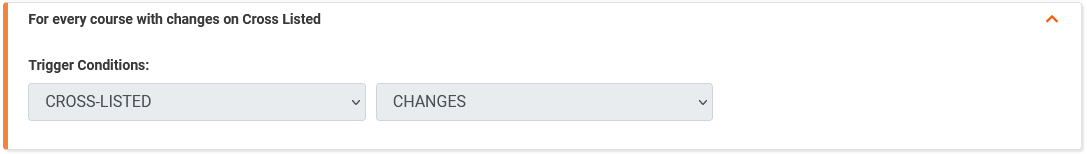 For every course with changes on Cross Listed
Trigger Conditions:
CROSS-LISTED CHANGES